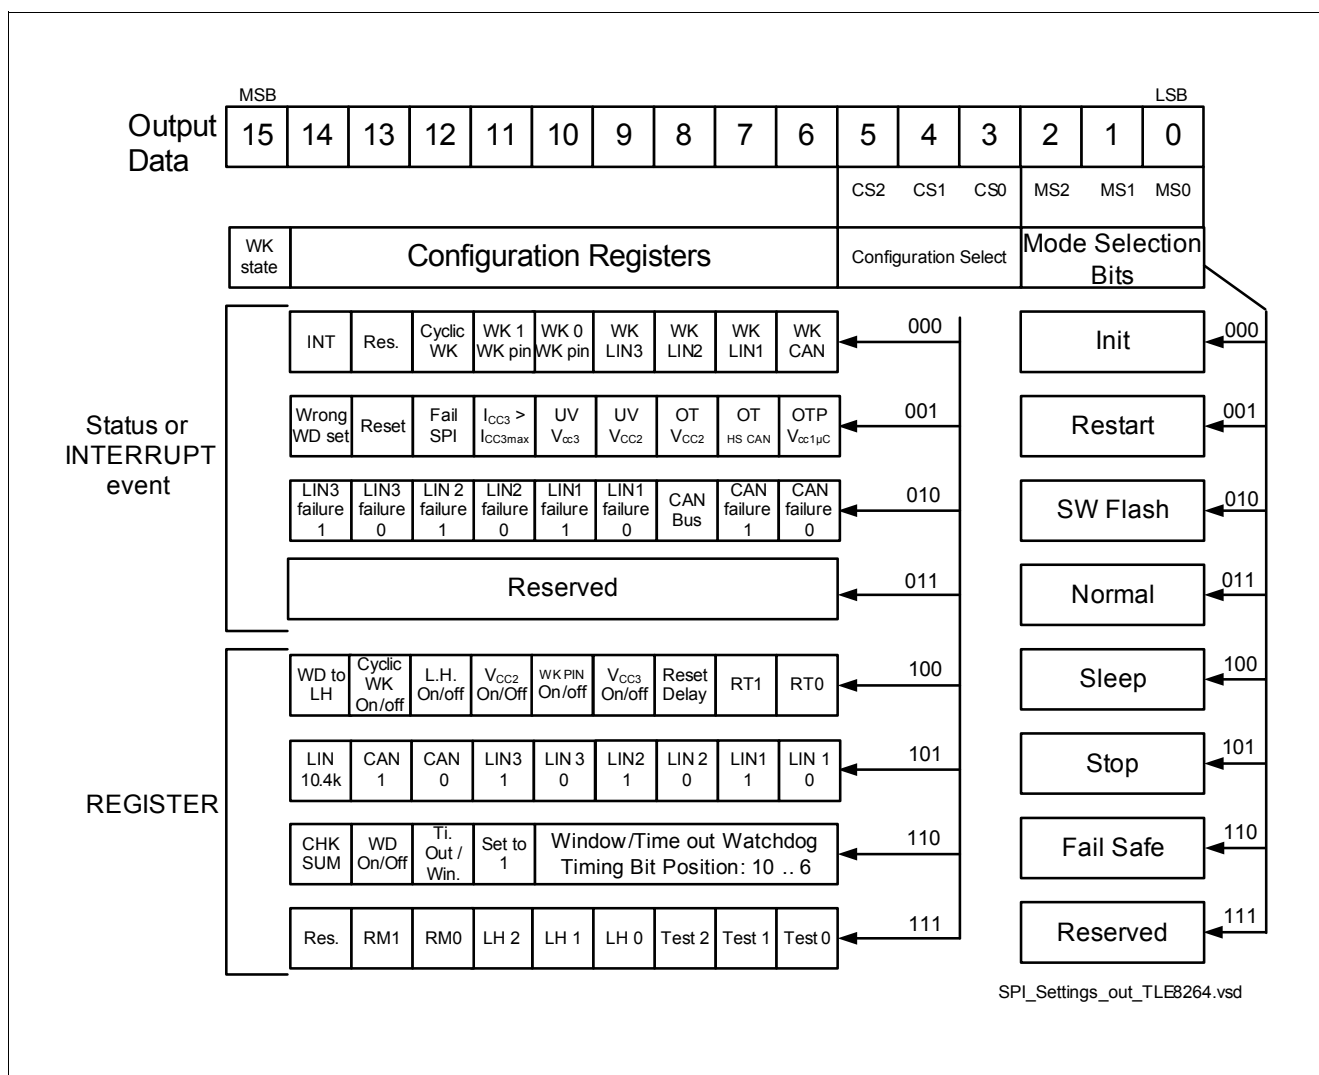 MSB LSB
Output Data 15 14 13 12 11 10 9 8 7 6 5 4 3 2 1 0
CS2 CS1 CS0 MS2 MS1 MS0
WK state Configuration Registers Configuration Select Mode Selection Bits
Status or INTERRUPT event
INT Res. Cyclic WK WK 1 WK pin WK 0 WK pin WK LIN3 WK LIN2 WK LIN1 WK CAN 000 Init 000
Wrong WD set Reset Fail SPI ICC3 > ICC3max UV Vcc3 UV VCC2 OT VCC2 OT HS CAN OTP Vcc1µC 001 Restart 001
LIN3 failure 1 LIN3 failure 0 LIN 2 failure 1 LIN2 failure 0 LIN1 failure 1 LIN1 failure 0 CAN Bus CAN failure 1 CAN failure 0 010 SW Flash 010
Reserved 011 Normal 011
REGISTER
WD to LH Cyclic WK On/off L.H. On/off VCC2 On/Off WK PIN On/off VCC3 On/off Reset Delay RT1 RT0 100 Sleep 100
LIN 10.4k CAN 1 CAN 0 LIN3 1 LIN 3 0 LIN2 1 LIN 2 0 LIN1 1 LIN 1 0 101 Stop 101
CHK SUM WD On/Off Ti. Out / Win. Set to 1 Window/Time out Watchdog Timing Bit Position: 10 .. 6 110 Fail Safe 110
Res. RM1 RM0 LH 2 LH 1 LH 0 Test 2 Test 1 Test 0 111 Reserved 111
SPI_Settings_out_TLE8264.vsd